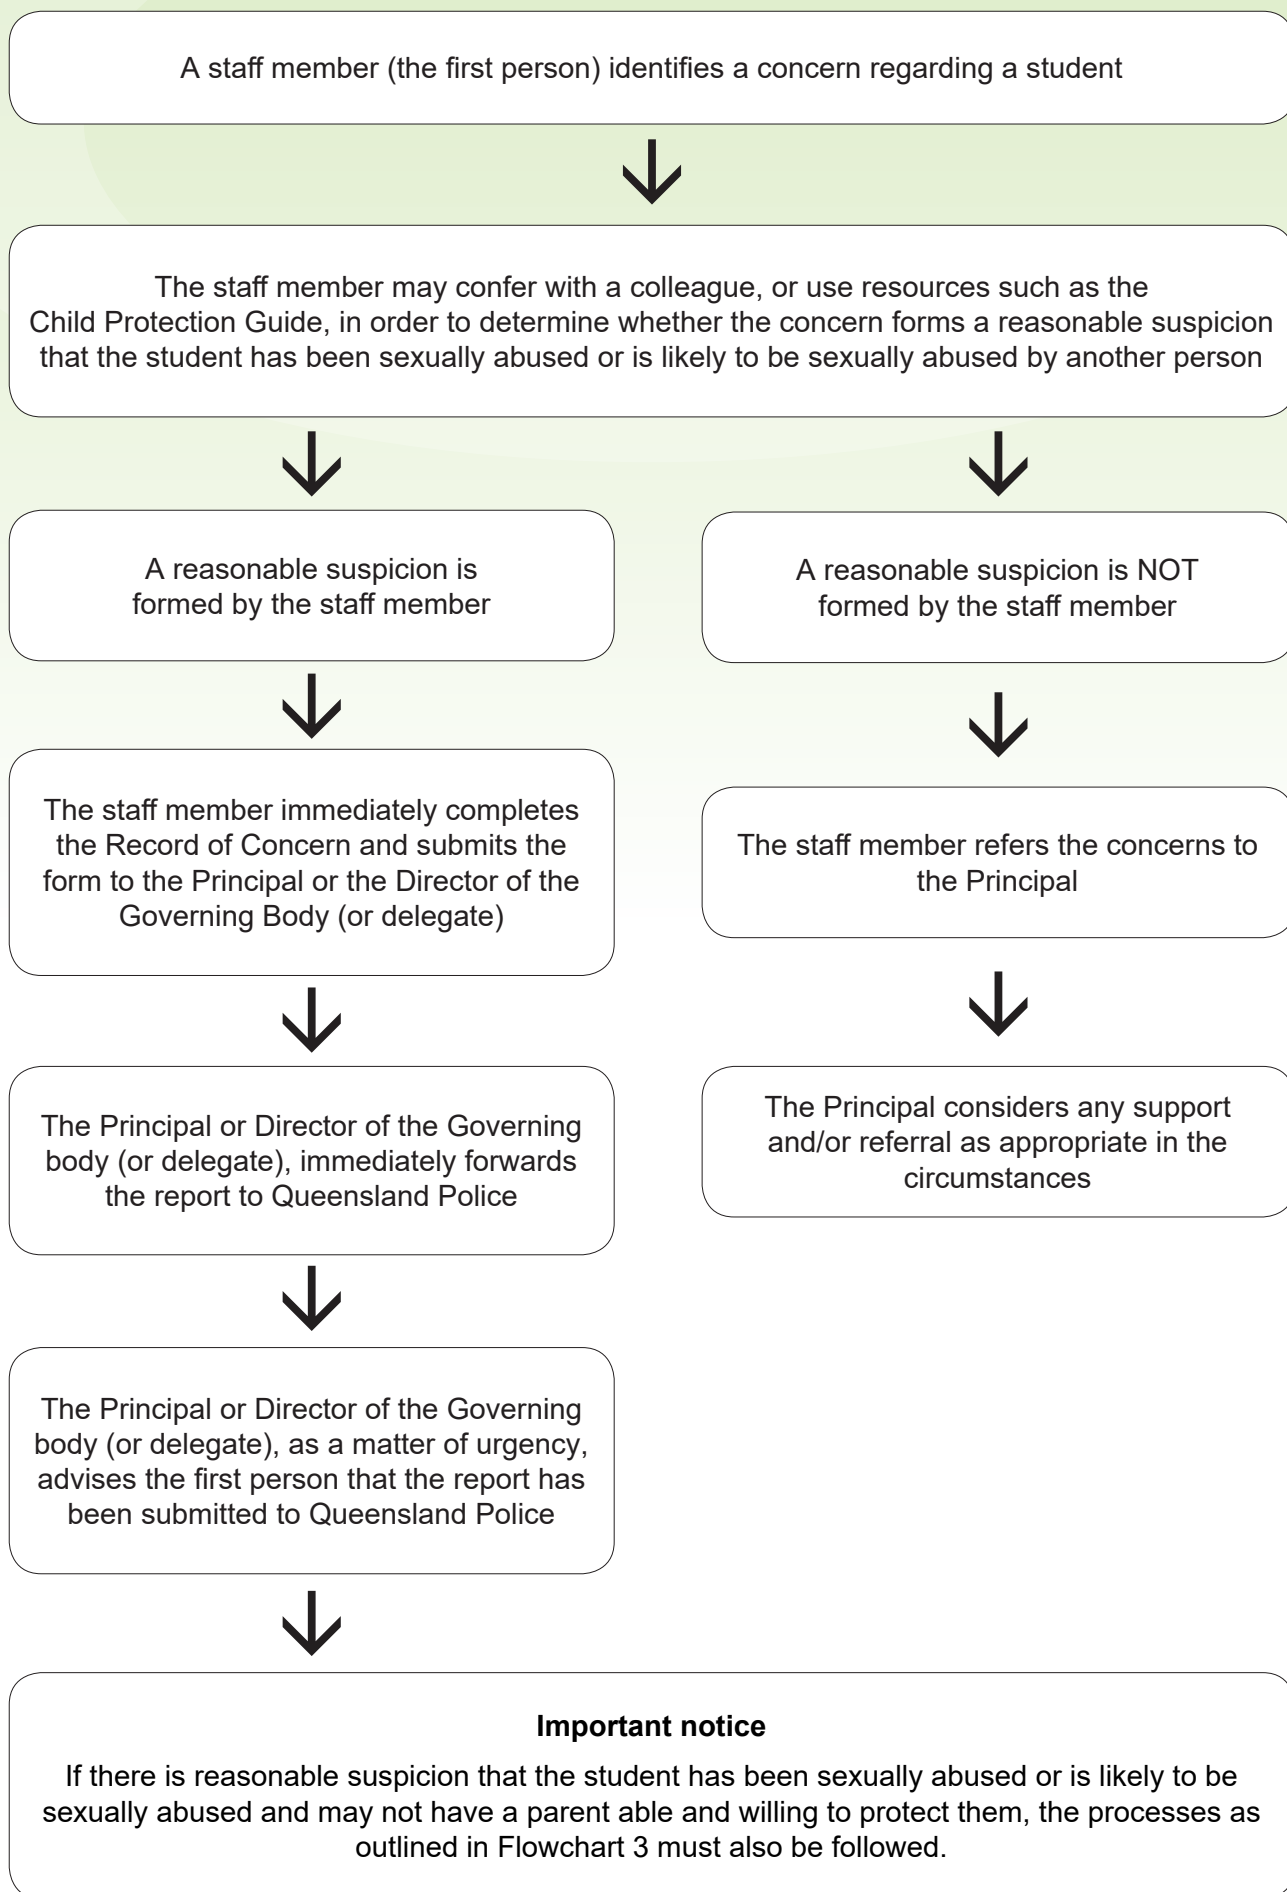 A staff member (the first person) identifies a concern regarding a student
The staff member may confer with a colleague, or use resources such as the
Child Protection Guide, in order to determine whether the concern forms a reasonable suspicion
that the student has been sexually abused or is likely to be sexually abused by another person
A reasonable suspicion is
formed by the staff member
The staff member immediately completes
the Record of Concern and submits the
form to the Principal or the Director of the
Governing Body (or delegate)
The Principal or Director of the Governing
body (or delegate), immediately forwards
the report to Queensland Police
The Principal or Director of the Governing
body (or delegate), as a matter of urgency,
advises the first person that the report has
been submitted to Queensland Police
A reasonable suspicion is NOT
formed by the staff member
The staff member refers the concerns to
the Principal
The Principal considers any support
and/or referral as appropriate in the
circumstances
Important notice
If there is reasonable suspicion that the student has been sexually abused or is likely to be
sexually abused and may not have a parent able and willing to protect them, the processes as
outlined in Flowchart 3 must also be followed.